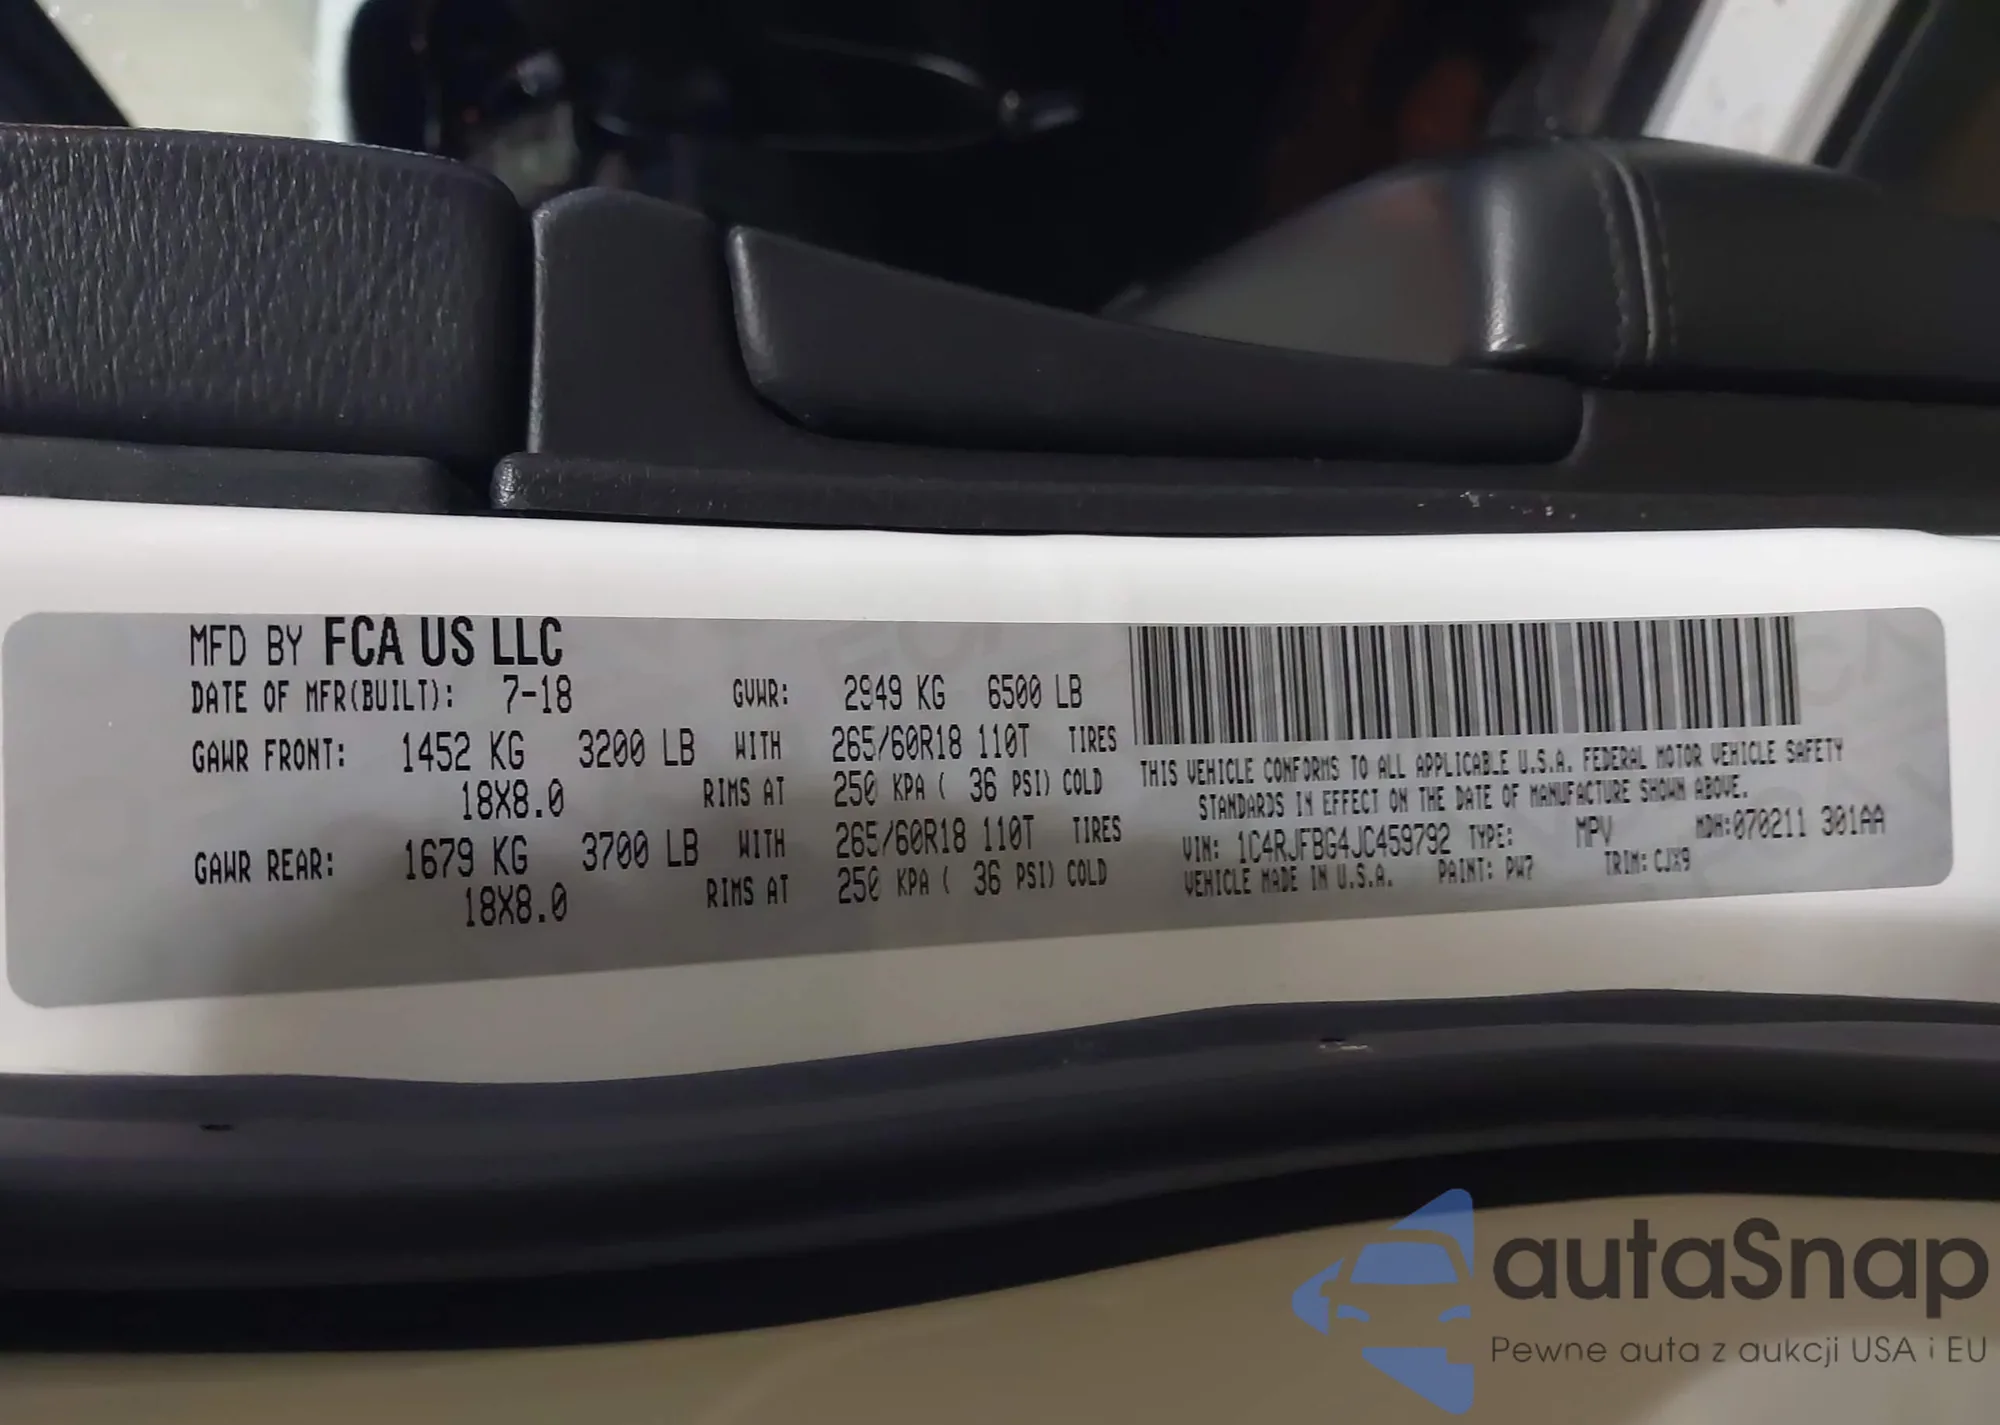 MFD BY FCA US LLC
DATE OF MFR(BUILT): 7-18 GVWR: 2949 KG 6500 LB
GAWR FRONT: 1452 KG 3200 LB WITH 265/60R18 110T TIRES
18X8.0 RIMS AT 250 KPA ( 36 PSI) COLD
GAWR REAR: 1679 KG 3700 LB WITH 265/60R18 110T TIRES
18X8.0 RIMS AT 250 KPA ( 36 PSI) COLD
THIS VEHICLE CONFORMS TO ALL APPLICABLE U.S.A. FEDERAL MOTOR VEHICLE SAFETY
STANDARDS IN EFFECT ON THE DATE OF MANUFACTURE SHOWN ABOVE.
VIN: 1C4RJFBG4JC459792 TYPE: MPV MDH:070211 301AA
VEHICLE MADE IN U.S.A. PAINT: PW7 TRIM: CJX9
autaSnap
Pewne auta z aukcji USA i EU